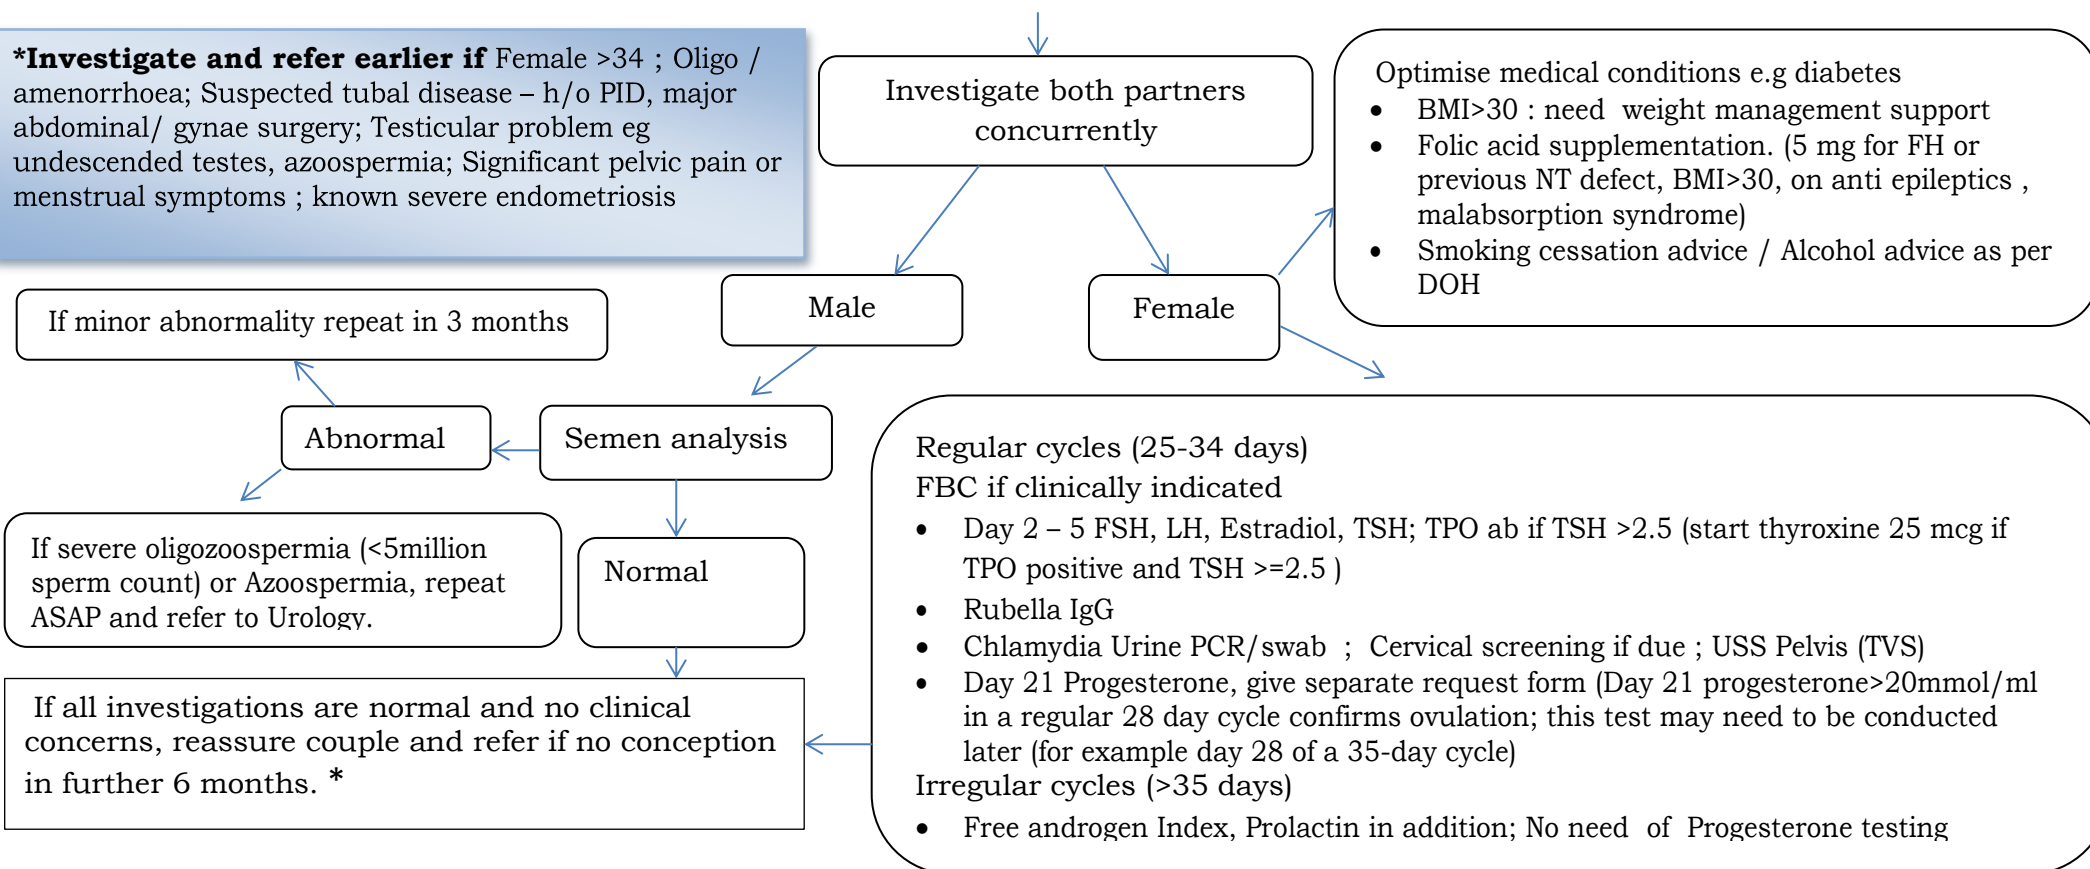 *Investigate and refer earlier if Female >34 ; Oligo /
amenorrhoea; Suspected tubal disease – h/o PID, major
abdominal/ gynae surgery; Testicular problem eg
undescended testes, azoospermia; Significant pelvic pain or
menstrual symptoms ; known severe endometriosis
Investigate both partners
concurrently
Optimise medical conditions e.g diabetes
• BMI>30 : need weight management support
• Folic acid supplementation. (5 mg for FH or
previous NT defect, BMI>30, on anti epileptics ,
malabsorption syndrome)
• Smoking cessation advice / Alcohol advice as per
DOH
Male
Female
If minor abnormality repeat in 3 months
Abnormal
Semen analysis
If severe oligozoospermia (<5million
sperm count) or Azoospermia, repeat
ASAP and refer to Urology.
Normal
If all investigations are normal and no clinical
concerns, reassure couple and refer if no conception
in further 6 months. *
Regular cycles (25-34 days)
FBC if clinically indicated
• Day 2 – 5 FSH, LH, Estradiol, TSH; TPO ab if TSH >2.5 (start thyroxine 25 mcg if
TPO positive and TSH >=2.5 )
• Rubella IgG
• Chlamydia Urine PCR/swab ; Cervical screening if due ; USS Pelvis (TVS)
• Day 21 Progesterone, give separate request form (Day 21 progesterone>20mmol/ml
in a regular 28 day cycle confirms ovulation; this test may need to be conducted
later (for example day 28 of a 35-day cycle)
Irregular cycles (>35 days)
• Free androgen Index, Prolactin in addition; No need of Progesterone testing